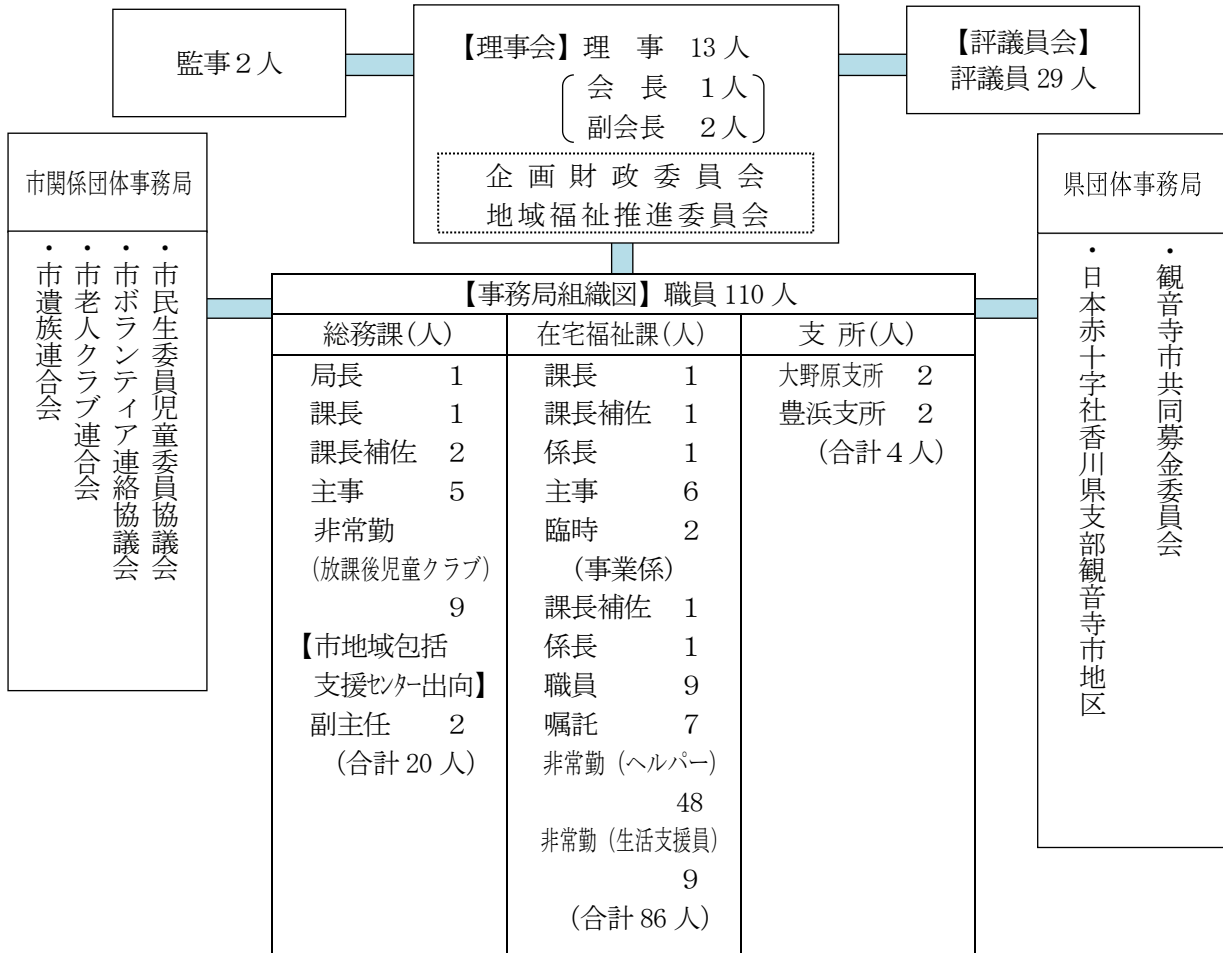 監事2人
【理事会】理 事 13人
会 長 1人
副会長 2人
企画財政委員会
地域福祉推進委員会
【評議員会】
評議員29人
市関係団体事務局
・市民生委員児童委員協議会
・市ボランティア連絡協議会
・市老人クラブ連合会
・市遺族連合会
県団体事務局
・観音寺市共同募金委員会
・日本赤十字社香川県支部観音寺市地区
【事務局組織図】職員110人
総務課(人)
局長 1
課長 1
課長補佐 2
主事 5
非常勤
(放課後児童クラブ)
9
【市地域包括
支援センター出向】
副主任 2
(合計20人)
在宅福祉課(人)
課長 1
課長補佐 1
係長 1
主事 6
臨時 2
(事業係)
課長補佐 1
係長 1
職員 9
嘱託 7
非常勤(ヘルパー)
48
非常勤(生活支援員)
9
(合計86人)
支 所(人)
大野原支所 2
豊浜支所 2
(合計4人)